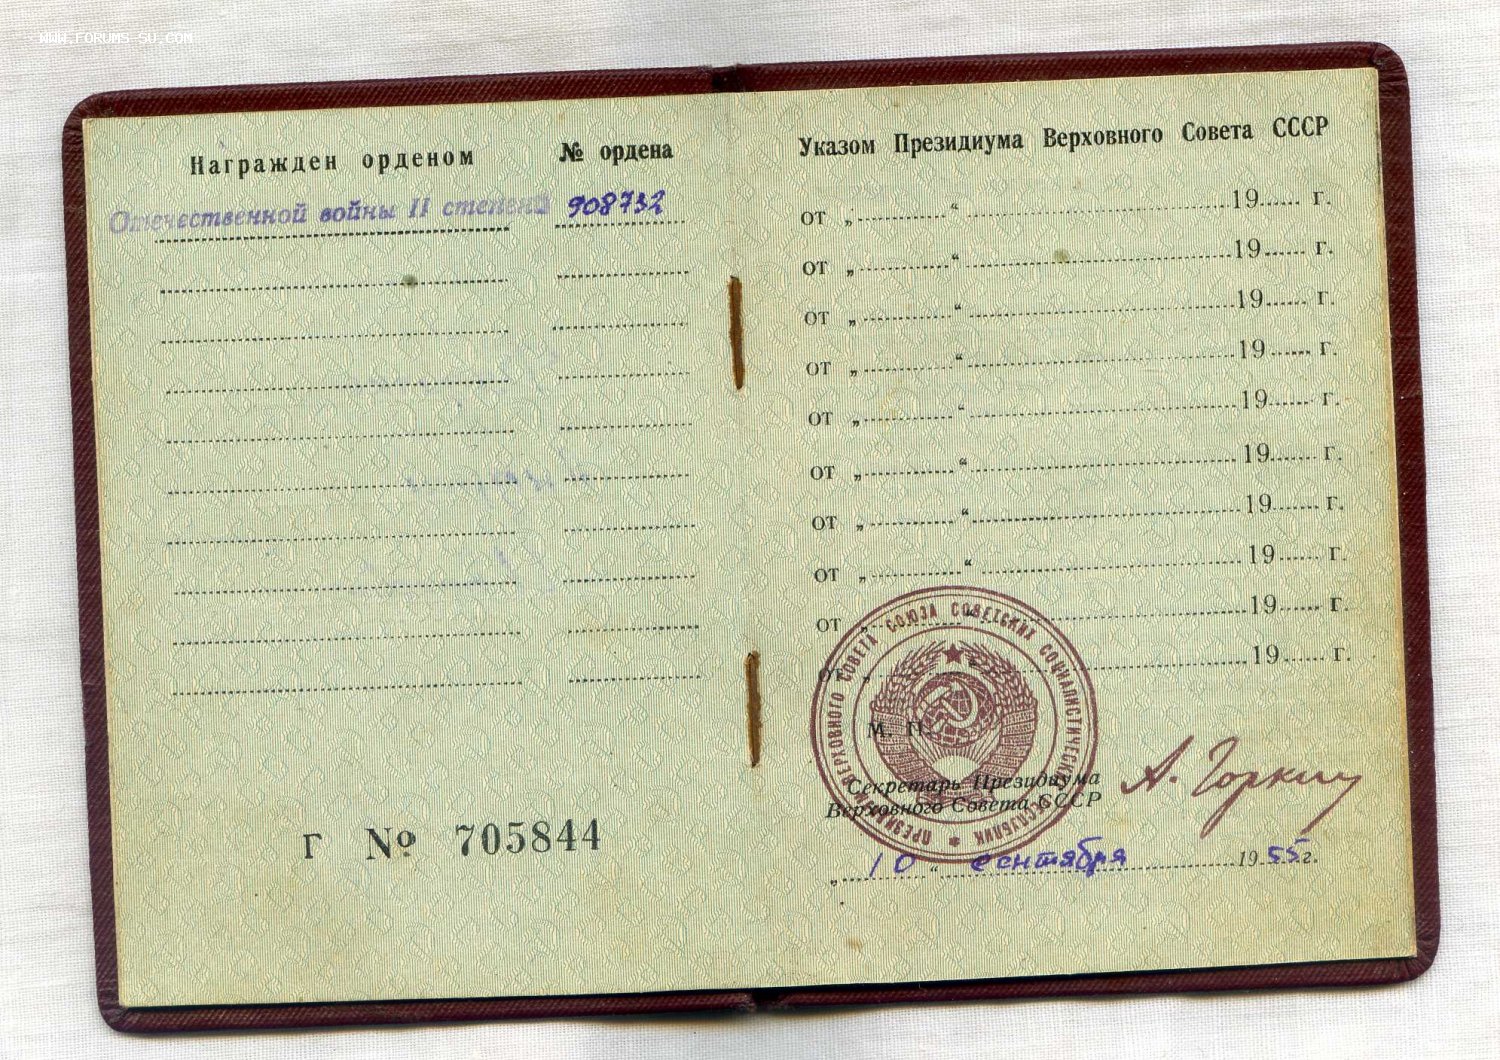 WWW.FORUMS-SU.COM
Награжден орденом № ордена
Отечественной войны II степени 908732
Г № 705844
Указом Президиума Верховного Совета СССР
от „ “ 19 г.
от „ “ 19 г.
от „ “ 19 г.
от „ “ 19 г.
от „ “ 19 г.
от „ “ 19 г.
от „ “ 19 г.
от „ “ 19 г.
от „ “ 19 г.
от „ “ 19 г.
ПРЕЗИДИУМ ВЕРХОВНОГО СОВЕТА СОЮЗА СОВЕТСКИХ СОЦИАЛИСТИЧЕСКИХ РЕСПУБЛИК
М. П.
Секретарь Президиума
Верховного Совета СССР
А. Горкин
„ 10 “ сентября 1955 г.